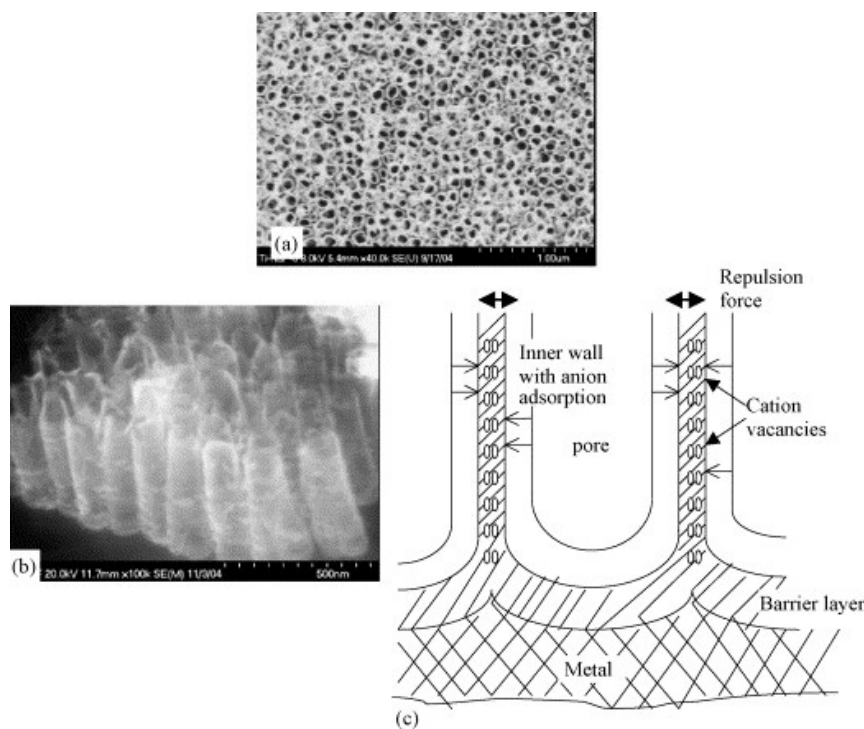 (a)
8.0kV 5.4mm x40.0k SE(U) 9/17/04 1.00um
(b)
20.0kV 11.7mm x100k SE(M) 11/3/04 500nm
Repulsion
force
Inner wall
with anion
adsorption
Cation
vacancies
pore
Barrier layer
Metal
(c)